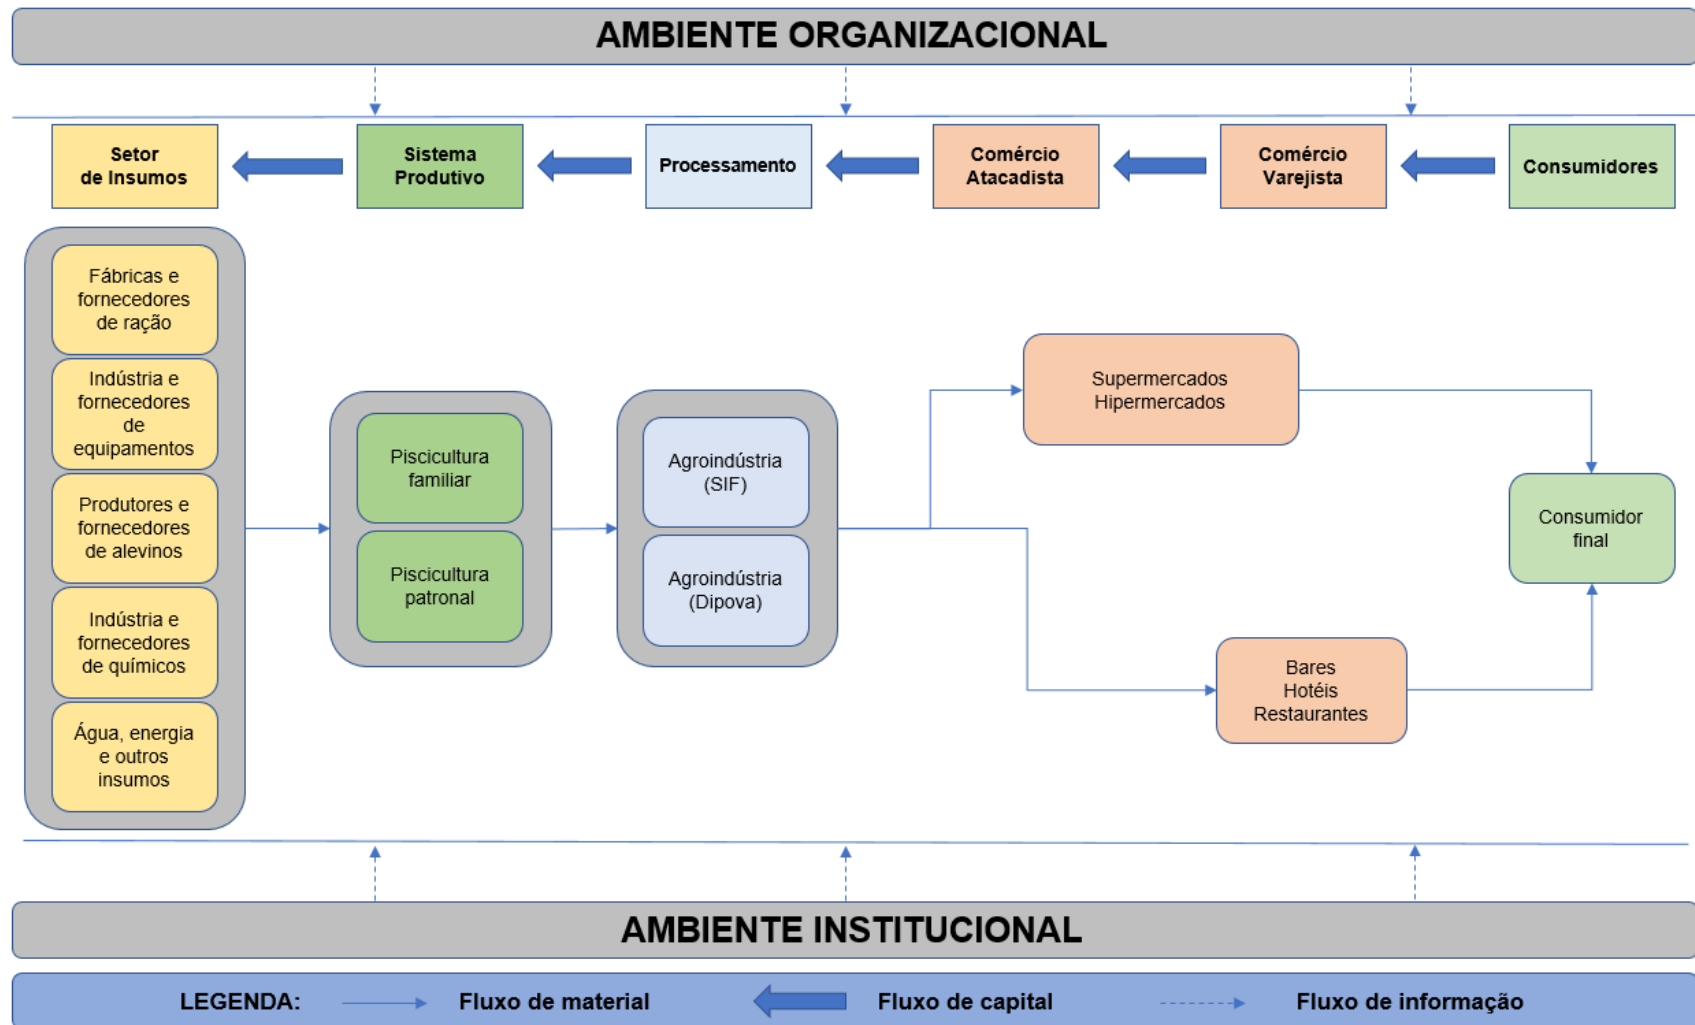 AMBIENTE ORGANIZACIONAL
Setor
de Insumos
Sistema
Produtivo
Processamento
Comércio
Atacadista
Comércio
Varejista
Consumidores
Fábricas e
fornecedores
de ração
Indústria e
fornecedores
de
equipamentos
Produtores e
fornecedores
de alevinos
Indústria e
fornecedores
de químicos
Água, energia
e outros
insumos
Piscicultura
familiar
Piscicultura
patronal
Agroindústria
(SIF)
Agroindústria
(Dipova)
Supermercados
Hipermercados
Bares
Hotéis
Restaurantes
Consumidor
final
AMBIENTE INSTITUCIONAL
LEGENDA: Fluxo de material Fluxo de capital Fluxo de informação